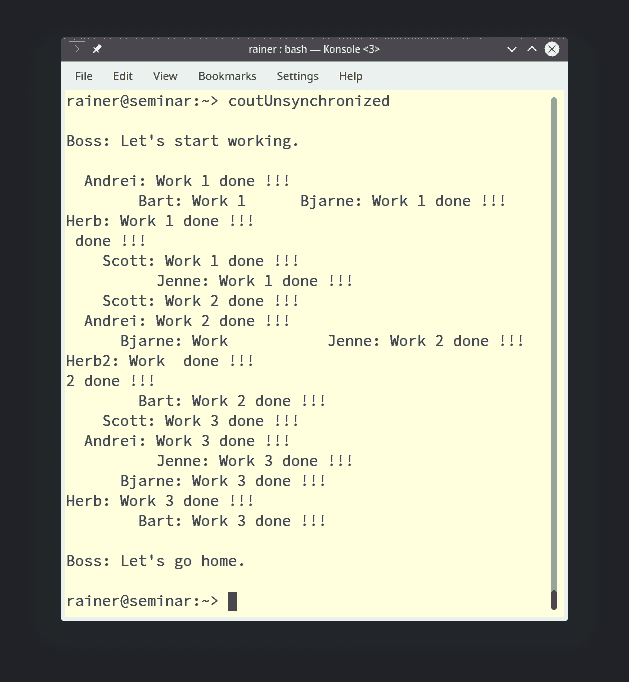 rainer : bash — Konsole <3>
File Edit View Bookmarks Settings Help
rainer@seminar:~> coutUnsynchronized
Boss: Let's start working.
Andrei: Work 1 done !!!
Bart: Work 1 Bjarne: Work 1 done !!!
Herb: Work 1 done !!!
done !!!
Scott: Work 1 done !!!
Jenne: Work 1 done !!!
Scott: Work 2 done !!!
Andrei: Work 2 done !!!
Bjarne: Work Jenne: Work 2 done !!!
Herb2: Work done !!!
2 done !!!
Bart: Work 2 done !!!
Scott: Work 3 done !!!
Andrei: Work 3 done !!!
Jenne: Work 3 done !!!
Bjarne: Work 3 done !!!
Herb: Work 3 done !!!
Bart: Work 3 done !!!
Boss: Let's go home.
rainer@seminar:~>